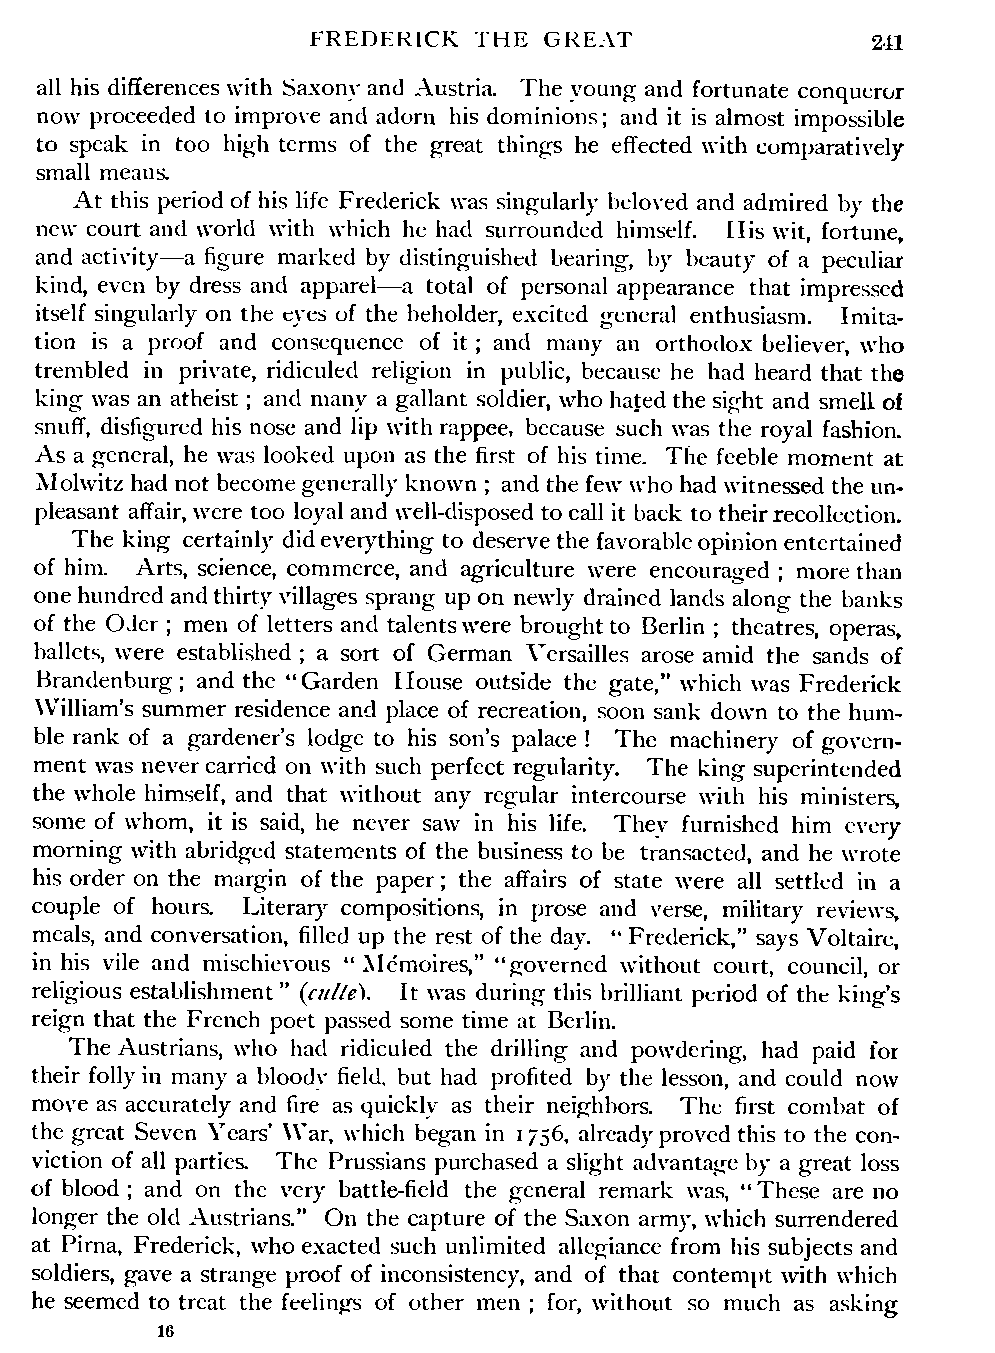 FREDERICK THE GREAT 241
all his differences with Saxony and Austria. The young and fortunate conqueror
now proceeded to improve and adorn his dominions; and it is almost impossible
to speak in too high terms of the great things he effected with comparatively
small means.
At this period of his life Frederick was singularly beloved and admired by the
new court and world with which he had surrounded himself. His wit, fortune,
and activity—a figure marked by distinguished bearing, by beauty of a peculiar
kind, even by dress and apparel—a total of personal appearance that impressed
itself singularly on the eyes of the beholder, excited general enthusiasm. Imita-
tion is a proof and consequence of it ; and many an orthodox believer, who
trembled in private, ridiculed religion in public, because he had heard that the
king was an atheist ; and many a gallant soldier, who hated the sight and smell of
snuff, disfigured his nose and lip with rappee, because such was the royal fashion.
As a general, he was looked upon as the first of his time. The feeble moment at
Molwitz had not become generally known ; and the few who had witnessed the un-
pleasant affair, were too loyal and well-disposed to call it back to their recollection.
The king certainly did everything to deserve the favorable opinion entertained
of him. Arts, science, commerce, and agriculture were encouraged ; more than
one hundred and thirty villages sprang up on newly drained lands along the banks
of the Oder ; men of letters and talents were brought to Berlin ; theatres, operas,
ballets, were established ; a sort of German Versailles arose amid the sands of
Brandenburg ; and the “Garden House outside the gate,” which was Frederick
William’s summer residence and place of recreation, soon sank down to the hum-
ble rank of a gardener’s lodge to his son’s palace ! The machinery of govern-
ment was never carried on with such perfect regularity. The king superintended
the whole himself, and that without any regular intercourse with his ministers,
some of whom, it is said, he never saw in his life. They furnished him every
morning with abridged statements of the business to be transacted, and he wrote
his order on the margin of the paper ; the affairs of state were all settled in a
couple of hours. Literary compositions, in prose and verse, military reviews,
meals, and conversation, filled up the rest of the day. “ Frederick,” says Voltaire,
in his vile and mischievous “ Mémoires,” “governed without court, council, or
religious establishment ” (culte). It was during this brilliant period of the king’s
reign that the French poet passed some time at Berlin.
The Austrians, who had ridiculed the drilling and powdering, had paid for
their folly in many a bloody field, but had profited by the lesson, and could now
move as accurately and fire as quickly as their neighbors. The first combat of
the great Seven Years’ War, which began in 1756, already proved this to the con-
viction of all parties. The Prussians purchased a slight advantage by a great loss
of blood ; and on the very battle-field the general remark was, “These are no
longer the old Austrians.” On the capture of the Saxon army, which surrendered
at Pirna, Frederick, who exacted such unlimited allegiance from his subjects and
soldiers, gave a strange proof of inconsistency, and of that contempt with which
he seemed to treat the feelings of other men ; for, without so much as asking
16